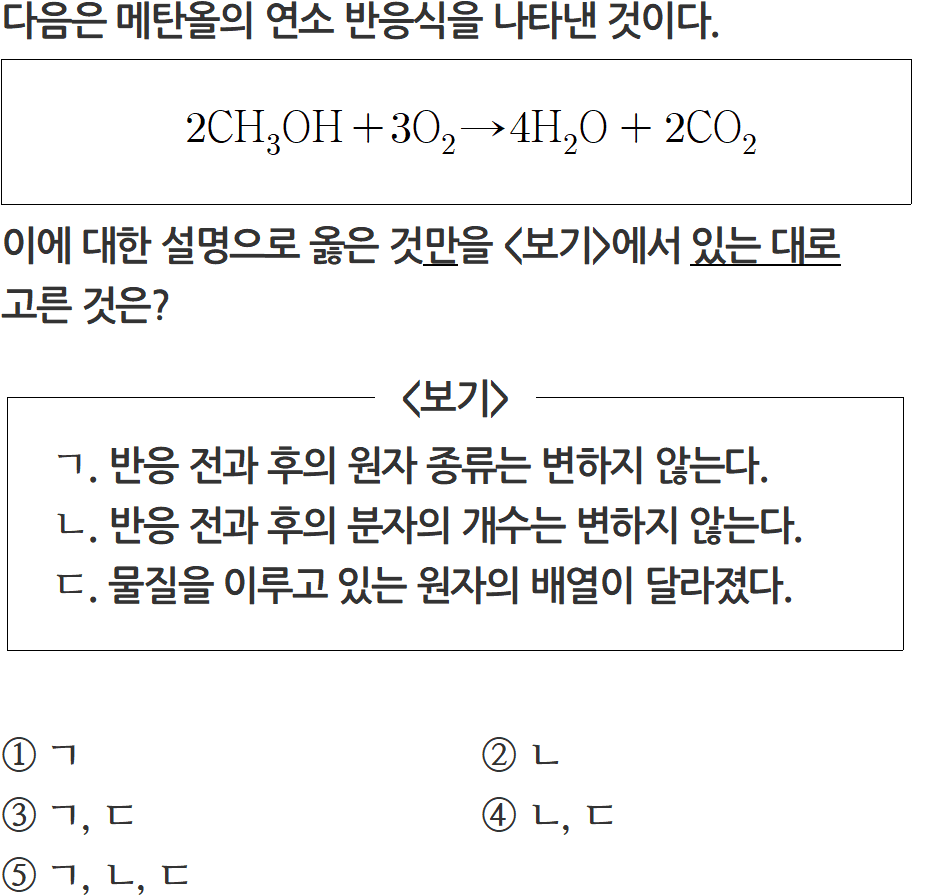 다음은 메탄올의 연소 반응식을 나타낸 것이다.
2CH₃OH + 3O₂ → 4H₂O + 2CO₂
이에 대한 설명으로 옳은 것만을 <보기>에서 있는 대로
고른 것은?
<보기>
ㄱ. 반응 전과 후의 원자 종류는 변하지 않는다.
ㄴ. 반응 전과 후의 분자의 개수는 변하지 않는다.
ㄷ. 물질을 이루고 있는 원자의 배열이 달라졌다.
① ㄱ ② ㄴ
③ ㄱ, ㄷ ④ ㄴ, ㄷ
⑤ ㄱ, ㄴ, ㄷ